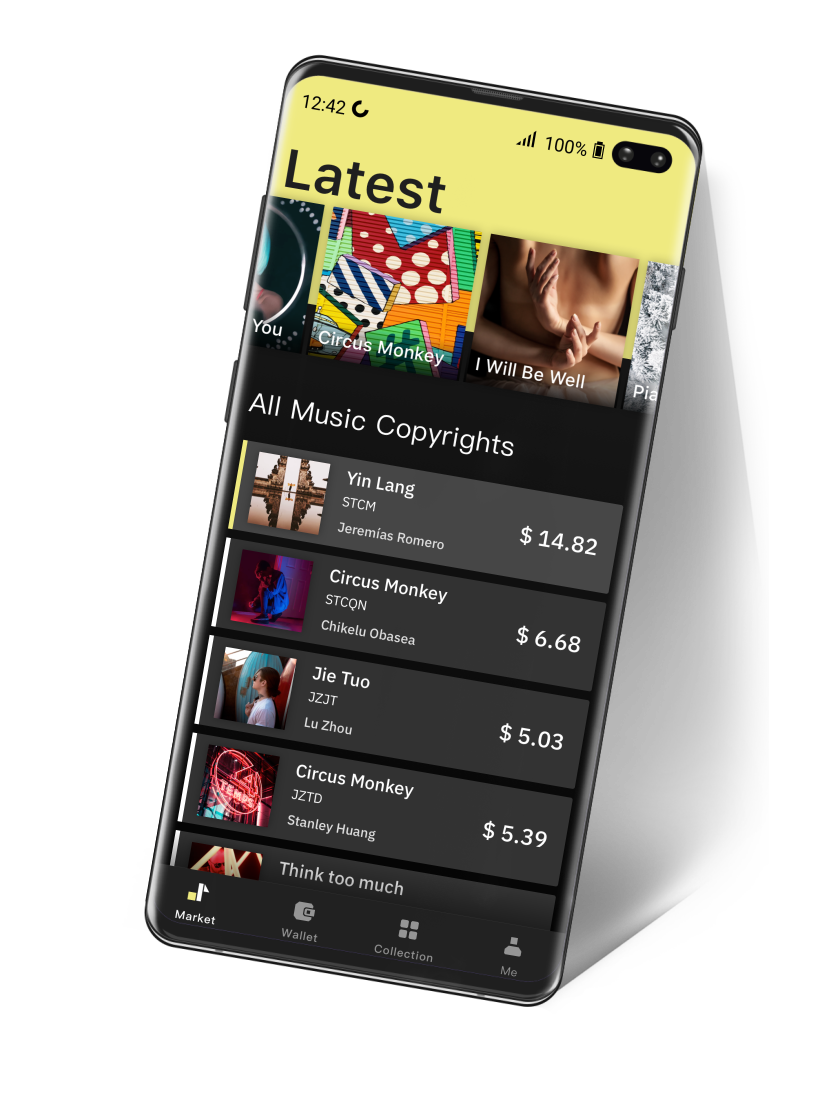 12:42
100%
Latest
You
Circus Monkey
I Will Be Well
Pia
All Music Copyrights
Yin Lang
STCM
Jeremías Romero
$ 14.82
Circus Monkey
STCQN
Chikelu Obasea
$ 6.68
Jie Tuo
JZJT
Lu Zhou
$ 5.03
Circus Monkey
JZTD
Stanley Huang
$ 5.39
Think too much
Market
Wallet
Collection
Me